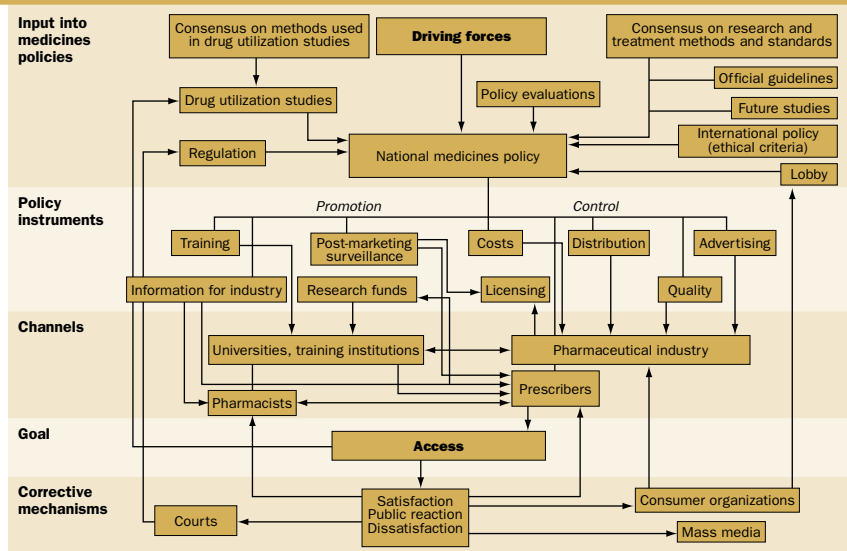 Input into
medicines
policies
Consensus on methods used
in drug utilization studies
Driving forces
Consensus on research and
treatment methods and standards
Official guidelines
Drug utilization studies
Policy evaluations
Future studies
International policy
(ethical criteria)
Regulation
National medicines policy
Lobby
Policy
instruments
Promotion
Control
Training
Post-marketing
surveillance
Costs
Distribution
Advertising
Information for industry
Research funds
Licensing
Quality
Channels
Universities, training institutions
Pharmaceutical industry
Prescribers
Pharmacists
Goal
Access
Corrective
mechanisms
Satisfaction
Public reaction
Dissatisfaction
Consumer organizations
Courts
Mass media